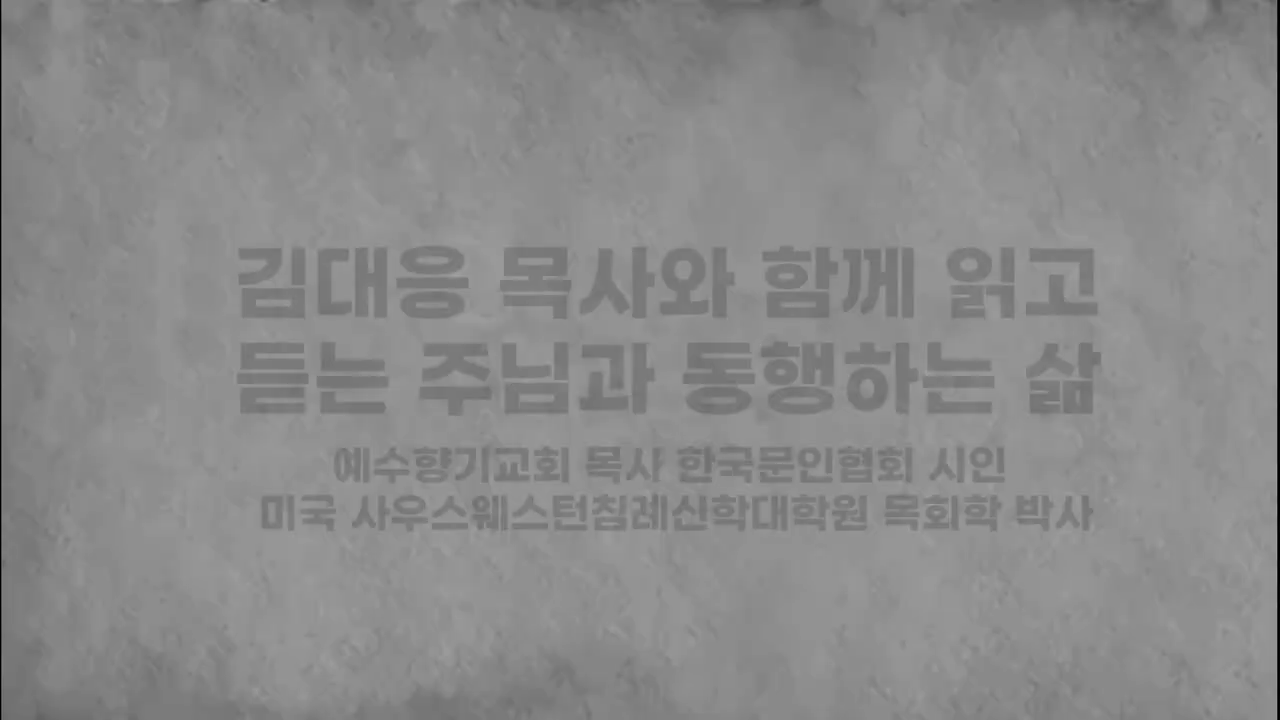 김대응 목사와 함께 읽고
듣는 주님과 동행하는 삶
예수향기교회 목사 한국문인협회 시인
미국 사우스웨스턴침례신학대학원 목회학 박사